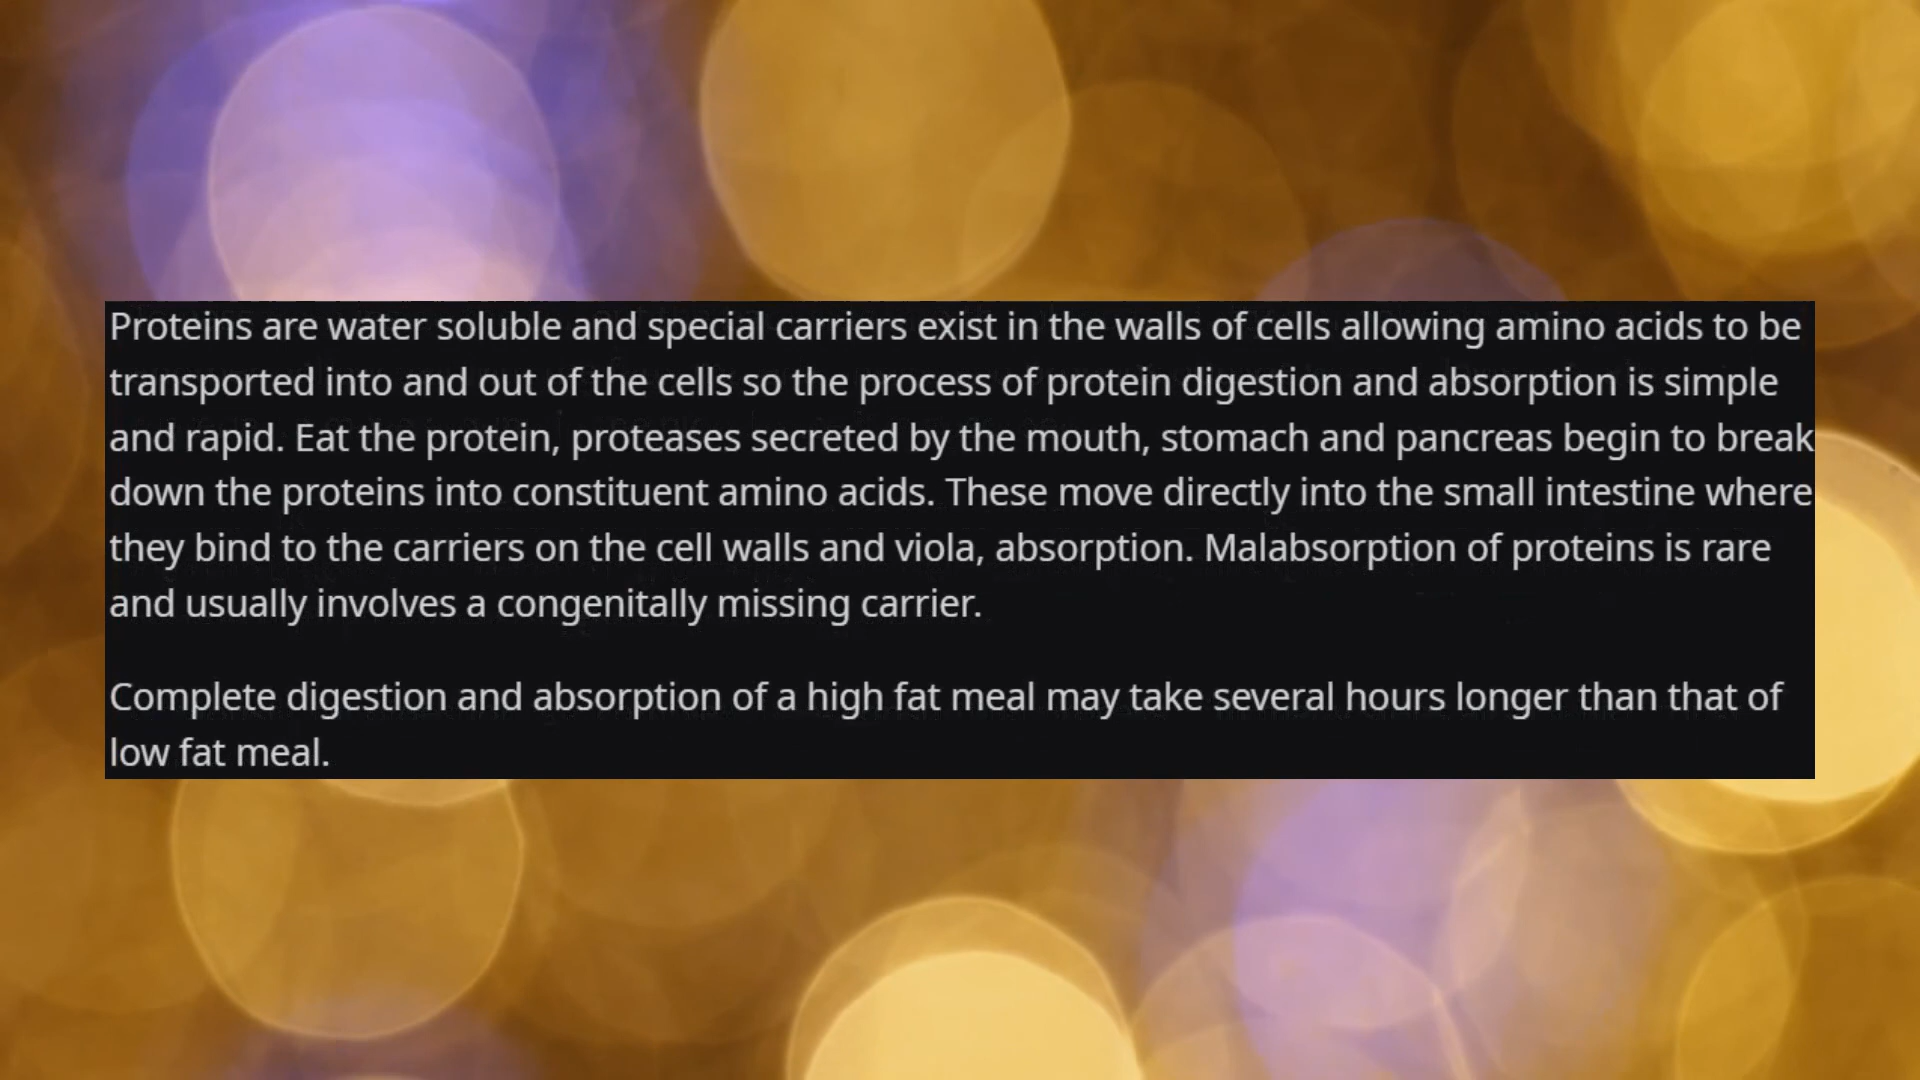 Proteins are water soluble and special carriers exist in the walls of cells allowing amino acids to be
transported into and out of the cells so the process of protein digestion and absorption is simple
and rapid. Eat the protein, proteases secreted by the mouth, stomach and pancreas begin to break
down the proteins into constituent amino acids. These move directly into the small intestine where
they bind to the carriers on the cell walls and viola, absorption. Malabsorption of proteins is rare
and usually involves a congenitally missing carrier.
Complete digestion and absorption of a high fat meal may take several hours longer than that of
low fat meal.